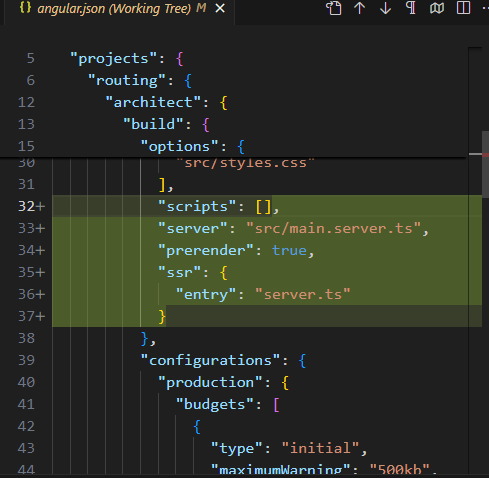 {} angular.json (Working Tree) M
5 "projects": {
6 "routing": {
12 "architect": {
13 "build": {
15 "options": {
30 "src/styles.css"
31 ],
32+ "scripts": [],
33+ "server": "src/main.server.ts",
34+ "prerender": true,
35+ "ssr": {
36+ "entry": "server.ts"
37+ }
38 },
39 "configurations": {
40 "production": {
41 "budgets": [
42 {
43 "type": "initial",
44 "maximumWarning": "500kb",